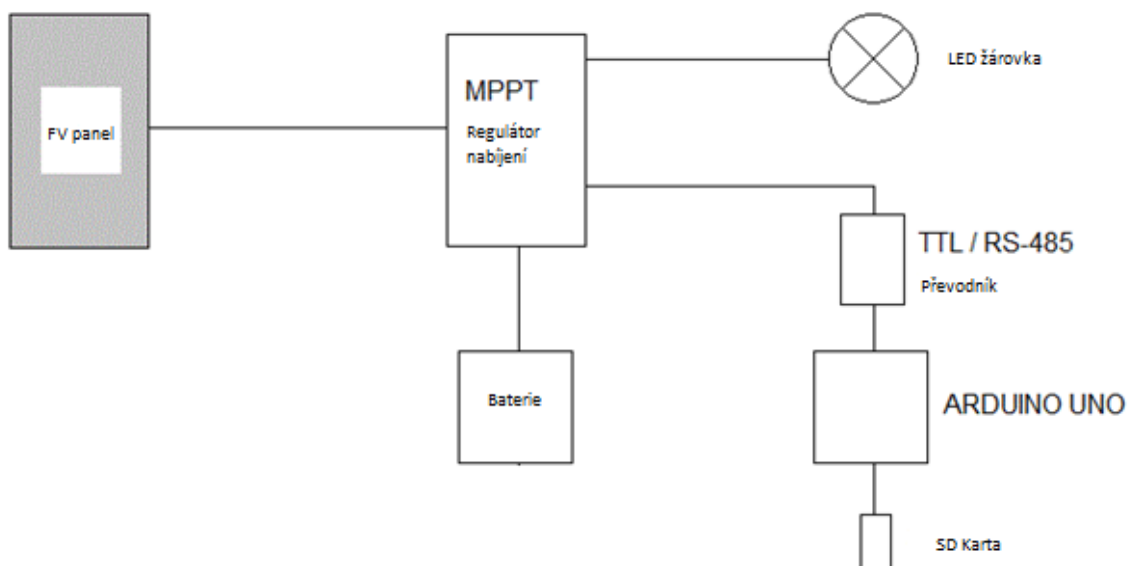 FV panel
MPPT
Regulátor
nabíjení
LED žárovka
TTL / RS-485
Převodník
Baterie
ARDUINO UNO
SD Karta